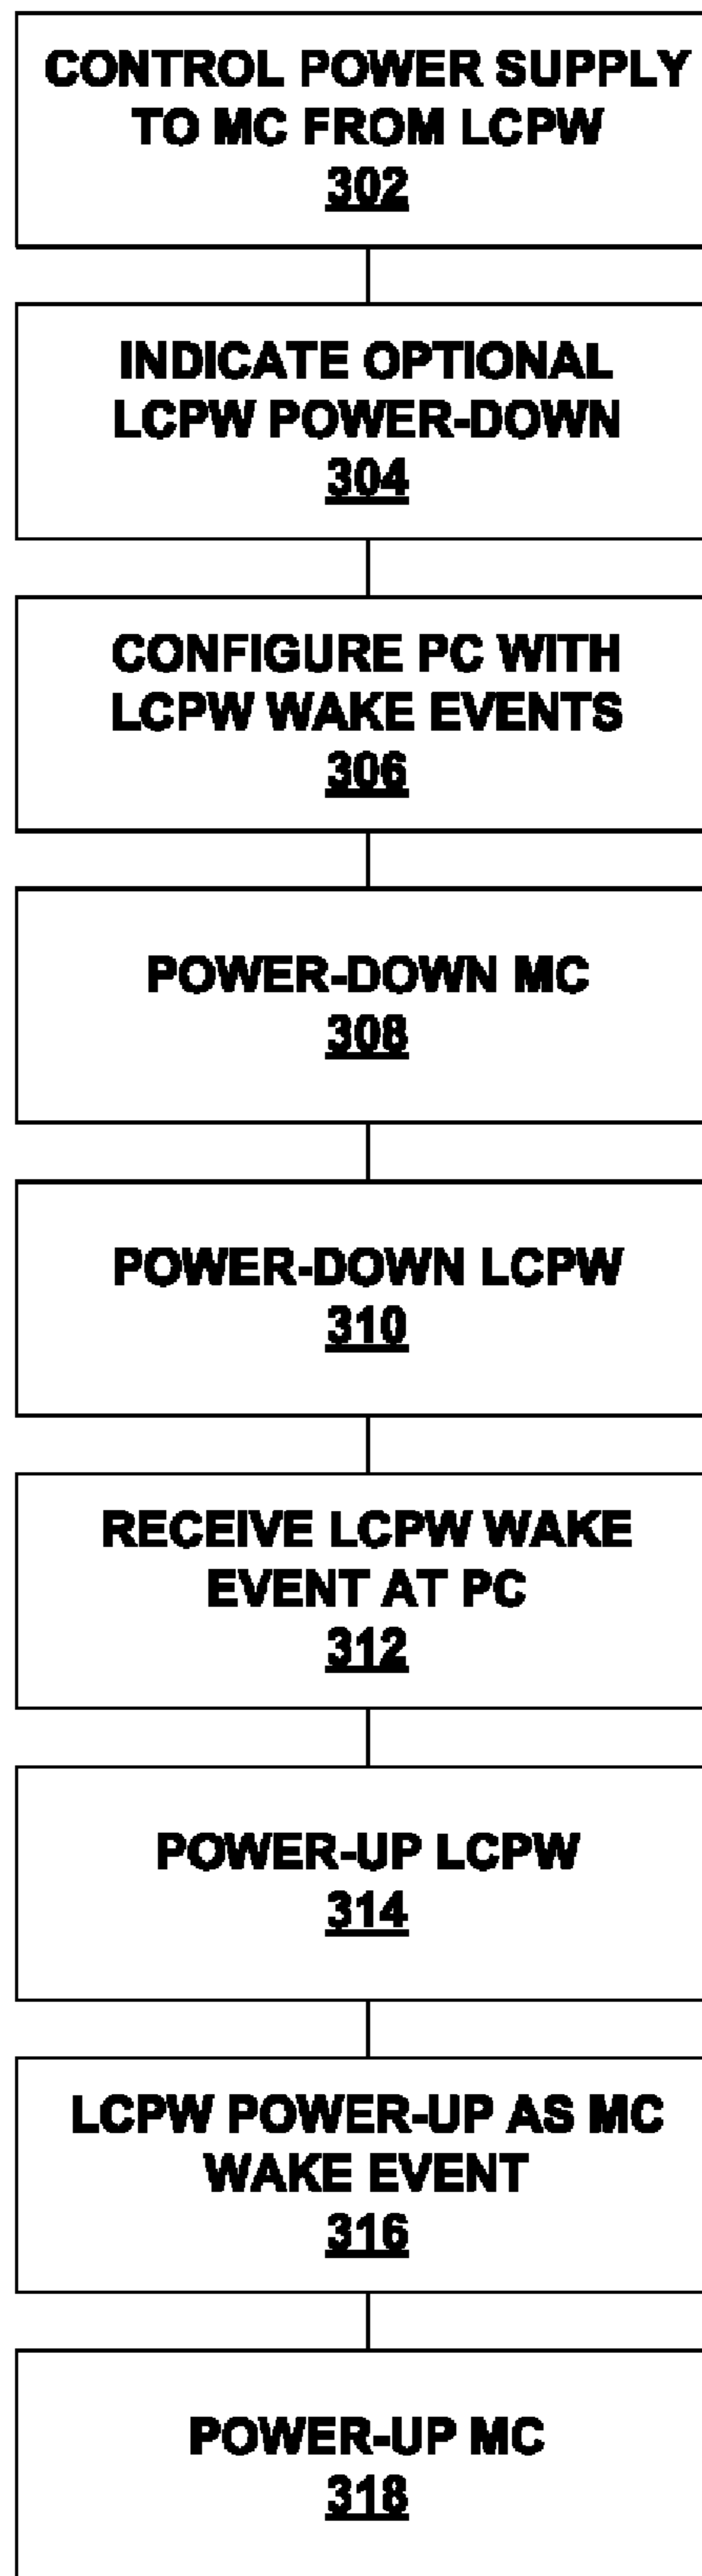 CONTROL POWER SUPPLY
TO MC FROM LCPW
302
INDICATE OPTIONAL
LCPW POWER-DOWN
304
CONFIGURE PC WITH
LCPW WAKE EVENTS
306
POWER-DOWN MC
308
POWER-DOWN LCPW
310
RECEIVE LCPW WAKE
EVENT AT PC
312
POWER-UP LCPW
314
LCPW POWER-UP AS MC
WAKE EVENT
316
POWER-UP MC
318